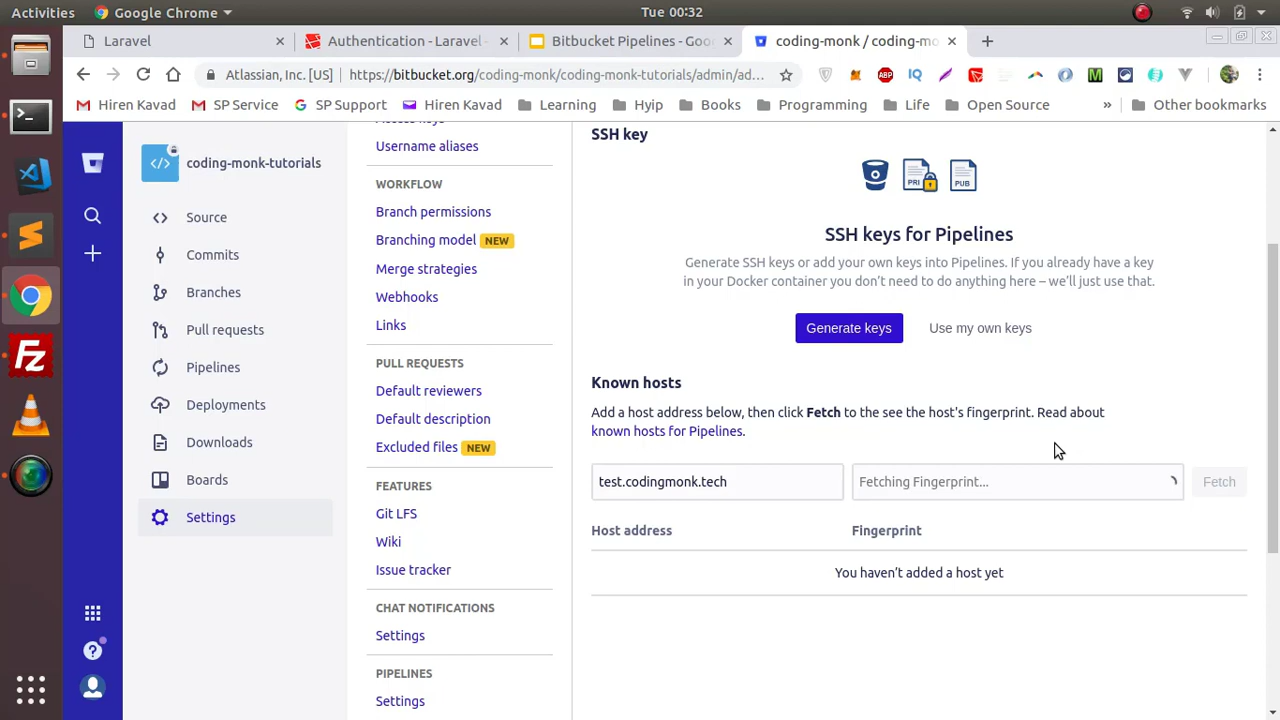 Activities
Google Chrome
Tue 00:32
Laravel
Authentication - Laravel -
Bitbucket Pipelines - Goo
coding-monk / coding-mo
Atlassian, Inc. [US]
https://bitbucket.org/coding-monk/coding-monk-tutorials/admin/ad...
Hiren Kavad
SP Service
SP Support
Hiren Kavad
Learning
Hyip
Books
Programming
Life
Open Source
»
Other bookmarks
coding-monk-tutorials
Source
Commits
Branches
Pull requests
Pipelines
Deployments
Downloads
Boards
Settings
Access keys
Username aliases
WORKFLOW
Branch permissions
Branching model NEW
Merge strategies
Webhooks
Links
PULL REQUESTS
Default reviewers
Default description
Excluded files NEW
FEATURES
Git LFS
Wiki
Issue tracker
CHAT NOTIFICATIONS
Settings
PIPELINES
Settings
SSH key
PRI
PUB
SSH keys for Pipelines
Generate SSH keys or add your own keys into Pipelines. If you already have a key
in your Docker container you don't need to do anything here – we'll just use that.
Generate keys
Use my own keys
Known hosts
Add a host address below, then click Fetch to the see the host's fingerprint. Read about
known hosts for Pipelines.
test.codingmonk.tech
Fetching Fingerprint...
Fetch
Host address
Fingerprint
You haven't added a host yet